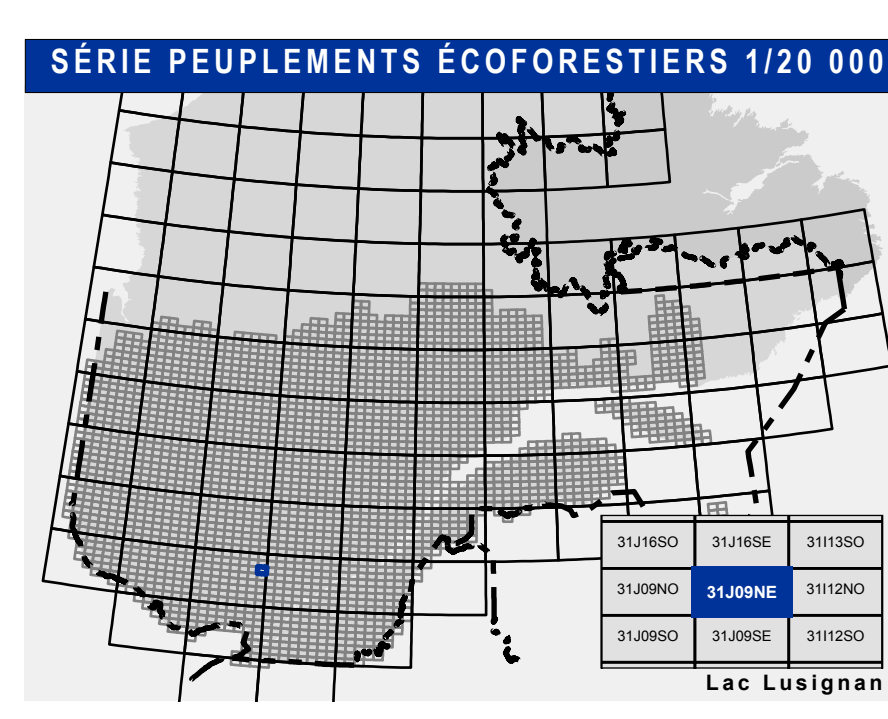 SÉRIE PEUPLEMENTS ÉCOFORESTIERS 1/20 000
31J16SO 31J16SE 31I13SO
31J09NO 31J09NE 31I12NO
31J09SO 31J09SE 31I12SO
Lac Lusignan